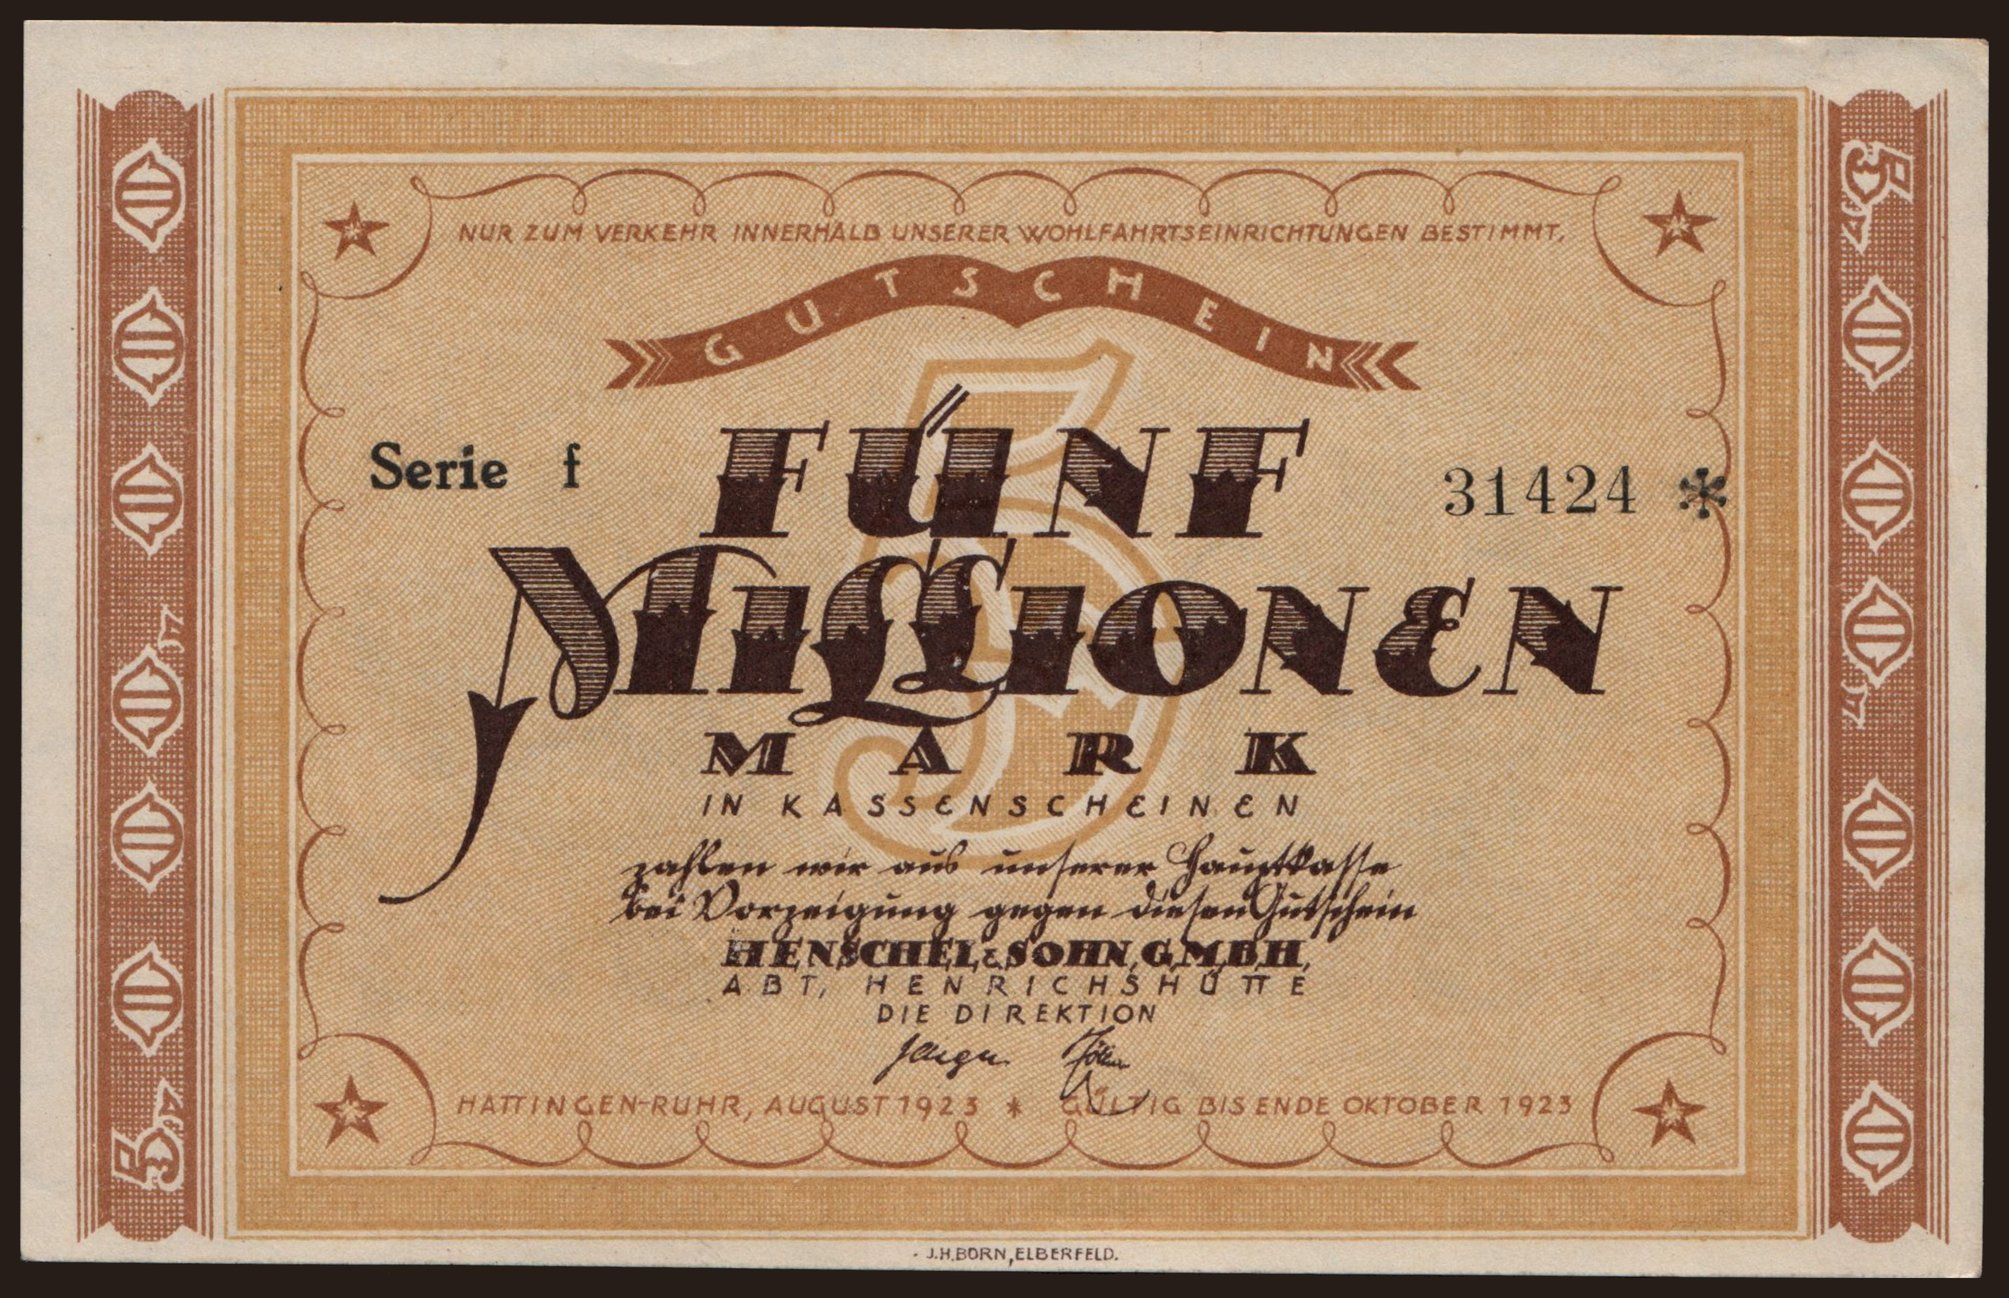 NUR ZUM VERKEHR INNERHALB UNSERER WOHLFAHRTSEINRICHTUNGEN BESTIMMT.
GUTSCHEIN
Serie f
31424 *
FÜNF
MILLIONEN
MARK
IN KASSENSCHEINEN
zahlen wir aus unserer Hauptkasse
bei Vorzeigung gegen diesen Gutschein
HENSCHEL & SOHN, G.M.B.H,
ABT, HENRICHSHÜTTE
DIE DIREKTION
HATTINGEN-RUHR, AUGUST 1923 * GÜLTIG BIS ENDE OKTOBER 1923
J.H.BORN, ELBERFELD.
5